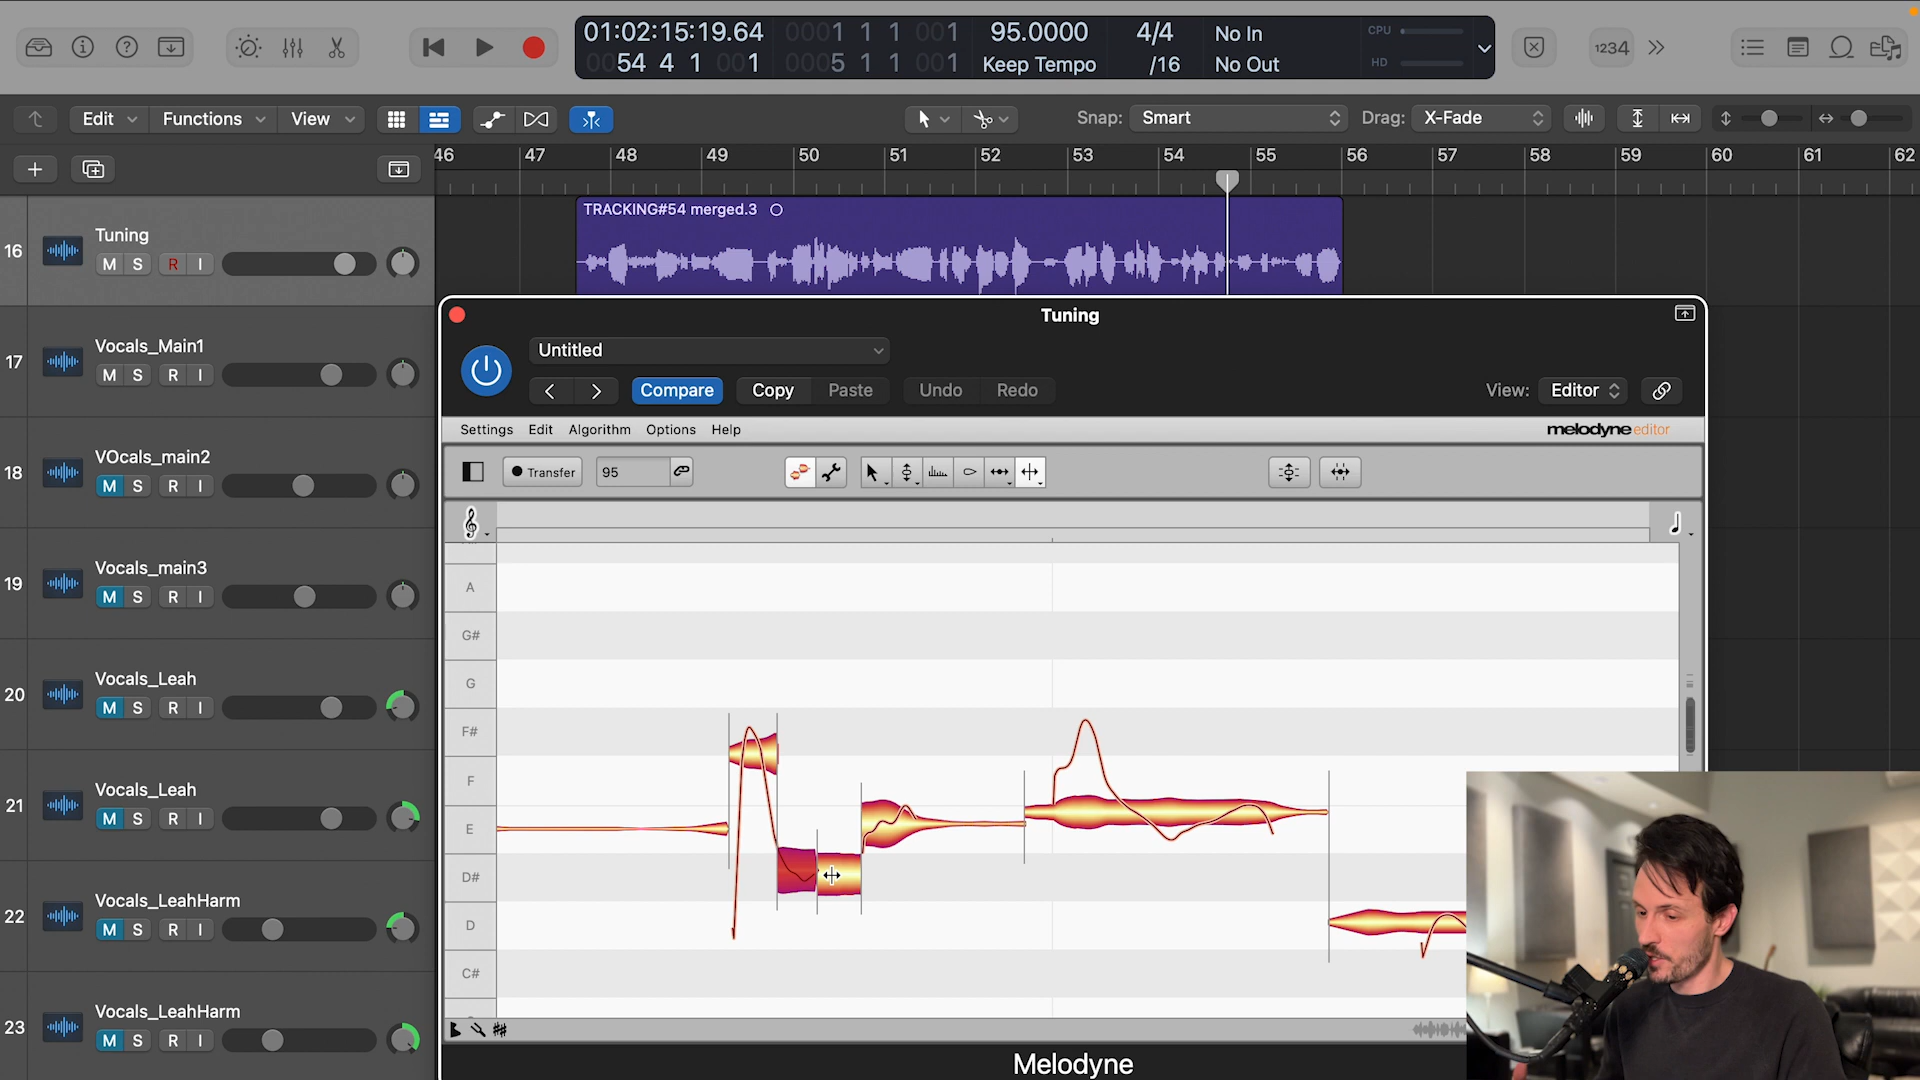 01:02:15:19.64
0001 1 1 001
95.0000
4/4
No In
CPU
0054 4 1 001
0005 1 1 001
Keep Tempo
/16
No Out
HD
1234
Edit
Functions
View
Snap:
Smart
Drag:
X-Fade
46 47 48 49 50 51 52 53 54 55 56 57 58 59 60 61 62
TRACKING#54 merged.3
16
Tuning
M S R I
17
Vocals_Main1
M S R I
18
VOcals_main2
M S R I
19
Vocals_main3
M S R I
20
Vocals_Leah
M S R I
21
Vocals_Leah
M S R I
22
Vocals_LeahHarm
M S R I
23
Vocals_LeahHarm
M S R I
Tuning
Untitled
Compare
Copy
Paste
Undo
Redo
View:
Editor
Settings Edit Algorithm Options Help
melodyne editor
Transfer
95
A
G#
G
F#
F
E
D#
D
C#
Melodyne